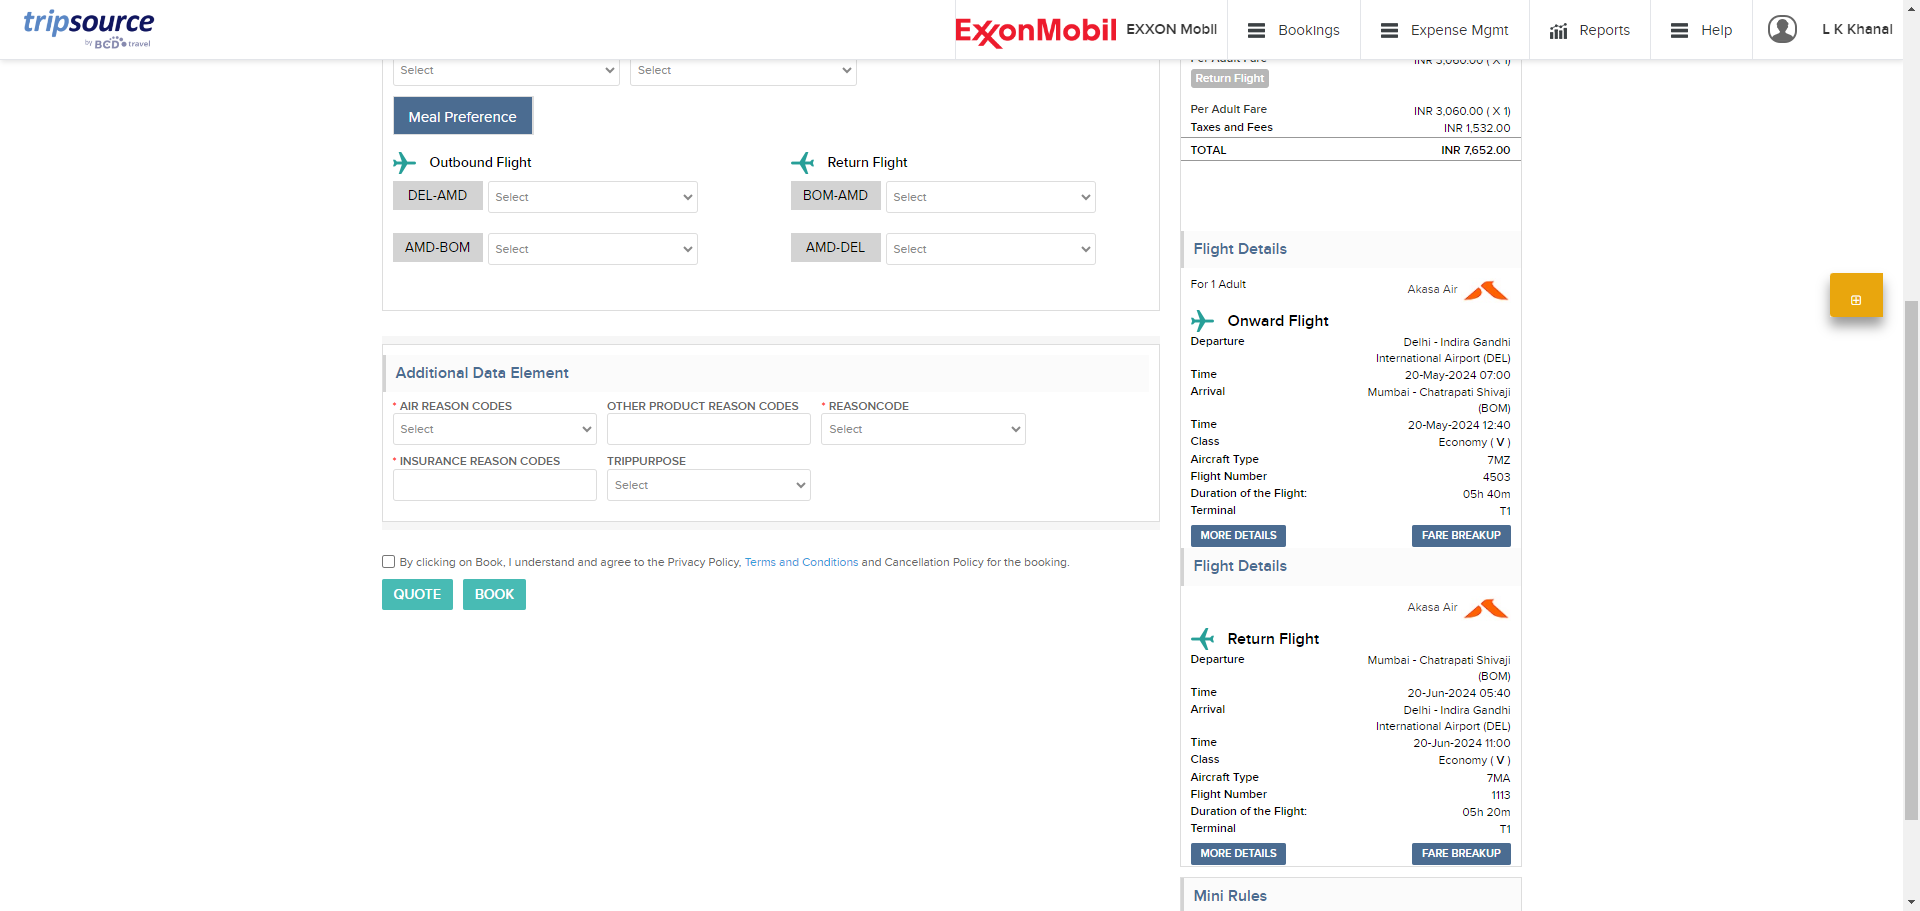 tripsource
by BCD travel
ExxonMobil
EXXON Mobil
Bookings
Expense Mgmt
Reports
Help
L K Khanal
Select
Select
Meal Preference
Outbound Flight
Return Flight
DEL-AMD
Select
BOM-AMD
Select
AMD-BOM
Select
AMD-DEL
Select
Additional Data Element
* AIR REASON CODES
OTHER PRODUCT REASON CODES
* REASONCODE
Select
Select
* INSURANCE REASON CODES
TRIPPURPOSE
Select
By clicking on Book, I understand and agree to the Privacy Policy, Terms and Conditions and Cancellation Policy for the booking.
QUOTE
BOOK
Per Adult Fare INR 3,060.00 ( X 1)
Return Flight
Per Adult Fare INR 3,060.00 ( X 1)
Taxes and Fees INR 1,532.00
TOTAL INR 7,652.00
Flight Details
For 1 Adult
Akasa Air
Onward Flight
Departure Delhi - Indira Gandhi
International Airport (DEL)
Time 20-May-2024 07:00
Arrival Mumbai - Chatrapati Shivaji
(BOM)
Time 20-May-2024 12:40
Class Economy ( V )
Aircraft Type 7MZ
Flight Number 4503
Duration of the Flight: 05h 40m
Terminal T1
MORE DETAILS
FARE BREAKUP
Flight Details
Akasa Air
Return Flight
Departure Mumbai - Chatrapati Shivaji
(BOM)
Time 20-Jun-2024 05:40
Arrival Delhi - Indira Gandhi
International Airport (DEL)
Time 20-Jun-2024 11:00
Class Economy ( V )
Aircraft Type 7MA
Flight Number 1113
Duration of the Flight: 05h 20m
Terminal T1
MORE DETAILS
FARE BREAKUP
Mini Rules